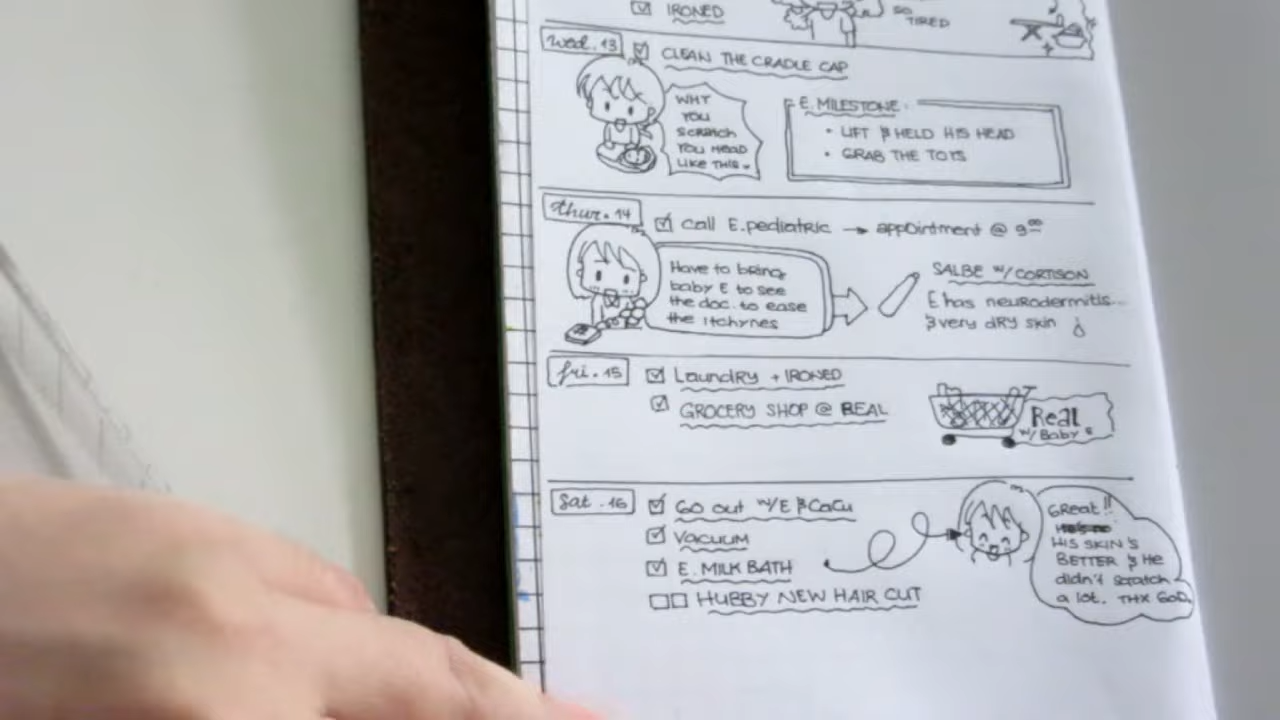 IRONED
SO
TIRED
Wed. 13
CLEAN THE CRADLE CAP
WHY
YOU
SCRATCH
YOU HEAD
LIKE THIS
E. MILESTONE.
• LIFT & HELD HIS HEAD
• GRAB THE TOYS
thur. 14
call E. pediatric → appointment @ 9⁰⁰
Have to bring
baby E to see
the doc. to ease
the itchynes
SALBE W/ CORTISON
E has neurodermitis...
& very dRy skin
fri. 15
LaundRy + IRONED
GROCERY SHOP @ REAL
Real
w/ Baby E
Sat. 16
Go out w/E & CaCu
VACUUM
E. MILK BATH
HUBBY NEW HAIR CUT
GReat!!
HIS SKIN'S
BETTER & He
didn't scratch
a lot. THX GOD